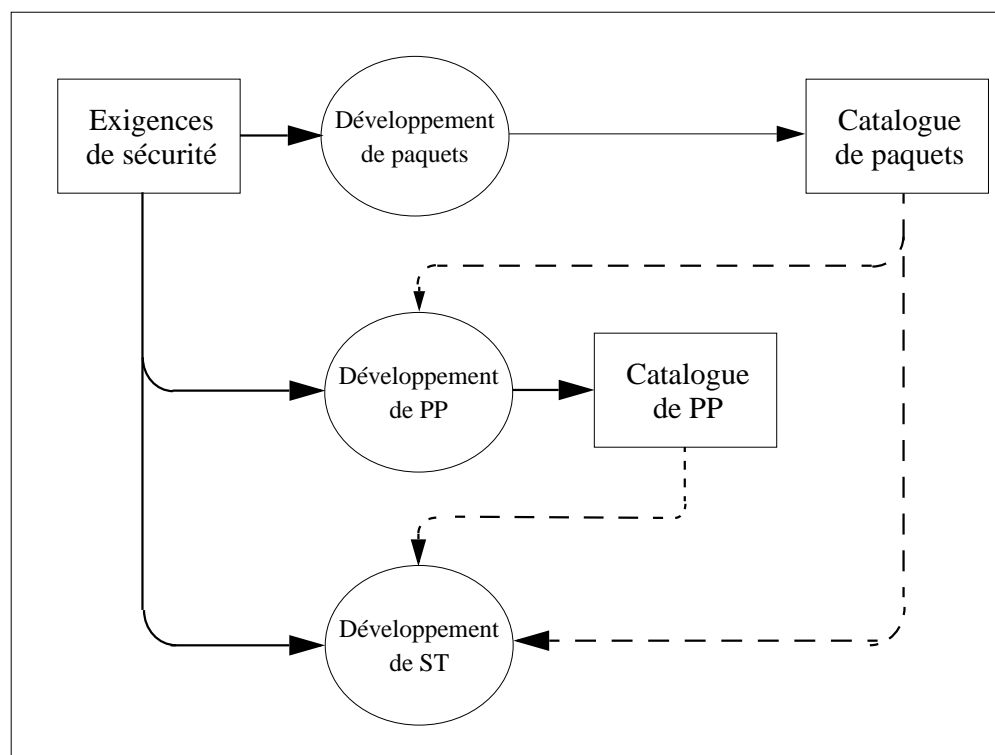 Exigences
de sécurité
Développement
de paquets
Catalogue
de paquets
Développement
de PP
Catalogue
de PP
Développement
de ST